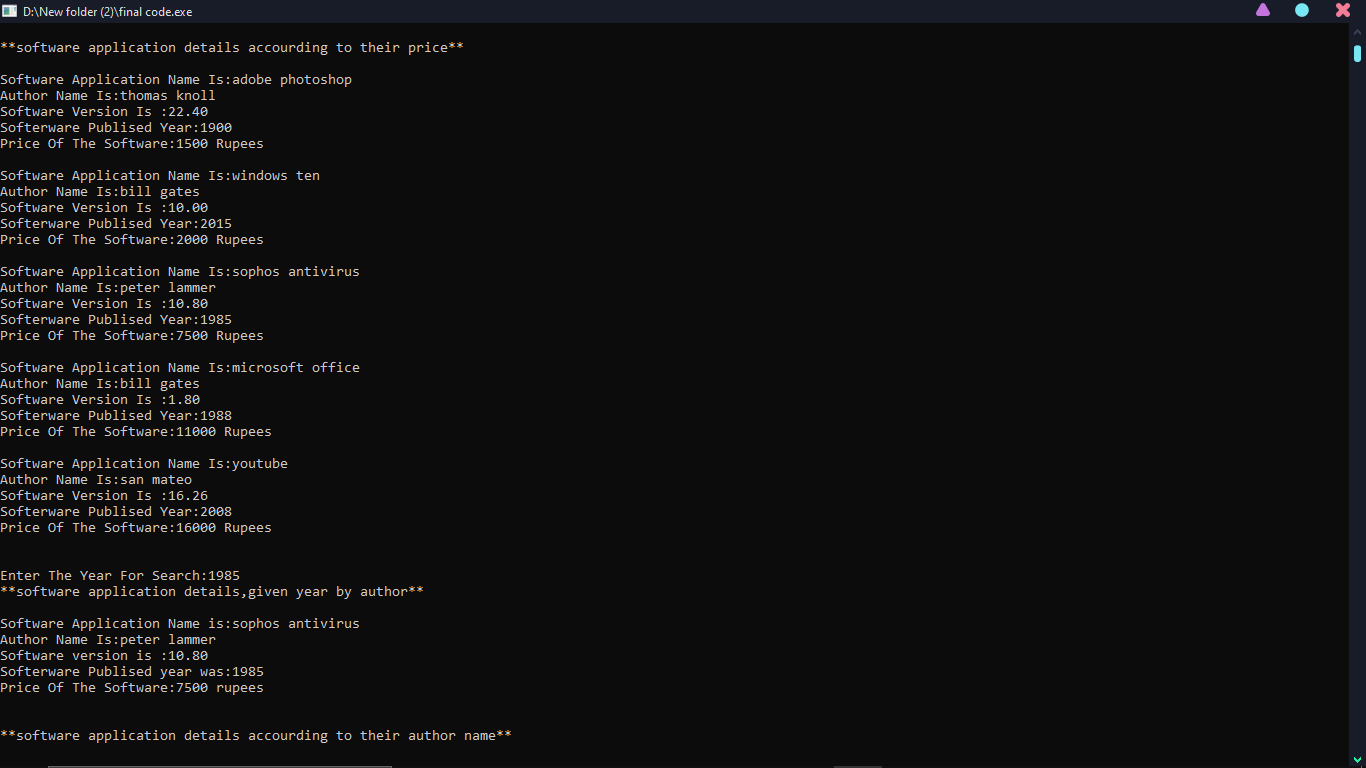 D:\New folder (2)\final code.exe
**software application details accourding to their price**
Software Application Name Is:adobe photoshop
Author Name Is:thomas knoll
Software Version Is :22.40
Softerware Publised Year:1900
Price Of The Software:1500 Rupees
Software Application Name Is:windows ten
Author Name Is:bill gates
Software Version Is :10.00
Softerware Publised Year:2015
Price Of The Software:2000 Rupees
Software Application Name Is:sophos antivirus
Author Name Is:peter lammer
Software Version Is :10.80
Softerware Publised Year:1985
Price Of The Software:7500 Rupees
Software Application Name Is:microsoft office
Author Name Is:bill gates
Software Version Is :1.80
Softerware Publised Year:1988
Price Of The Software:11000 Rupees
Software Application Name Is:youtube
Author Name Is:san mateo
Software Version Is :16.26
Softerware Publised Year:2008
Price Of The Software:16000 Rupees
Enter The Year For Search:1985
**software application details,given year by author**
Software Application Name is:sophos antivirus
Author Name Is:peter lammer
Software version is :10.80
Softerware Publised year was:1985
Price Of The Software:7500 rupees
**software application details accourding to their author name**